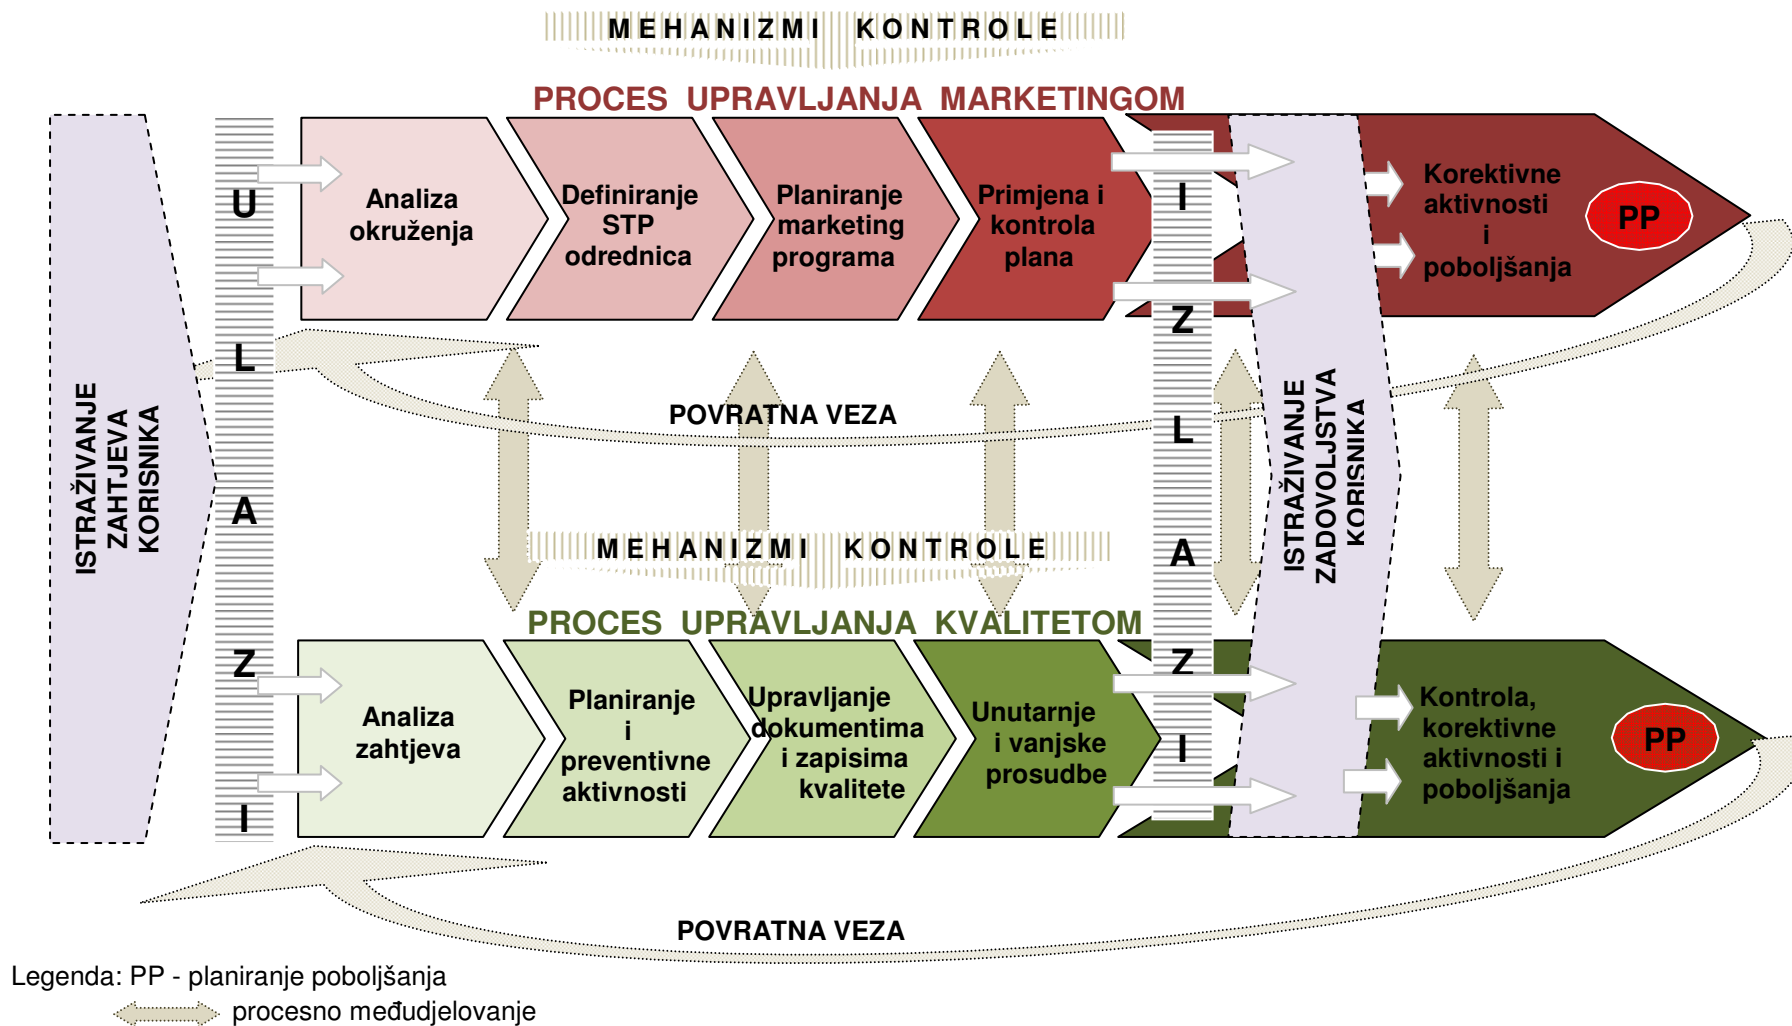 MEHANIZMI KONTROLE
PROCES UPRAVLJANJA MARKETINGOM
ISTRAŽIVANJE
ZAHTJEVA
KORISNIKA
U
L
A
Z
I
Analiza
okruženja
Definiranje
STP
odrednica
Planiranje
marketing
programa
Primjena i
kontrola
plana
I
Z
L
A
Z
I
ISTRAŽIVANJE
ZADOVOLJSTVA
KORISNIKA
Korektivne
aktivnosti
i
poboljšanja
PP
POVRATNA VEZA
MEHANIZMI KONTROLE
PROCES UPRAVLJANJA KVALITETOM
Analiza
zahtjeva
Planiranje
i
preventivne
aktivnosti
Upravljanje
dokumentima
i zapisima
kvalitete
Unutarnje
i vanjske
prosudbe
Kontrola,
korektivne
aktivnosti i
poboljšanja
PP
POVRATNA VEZA
Legenda: PP - planiranje poboljšanja
procesno međudjelovanje